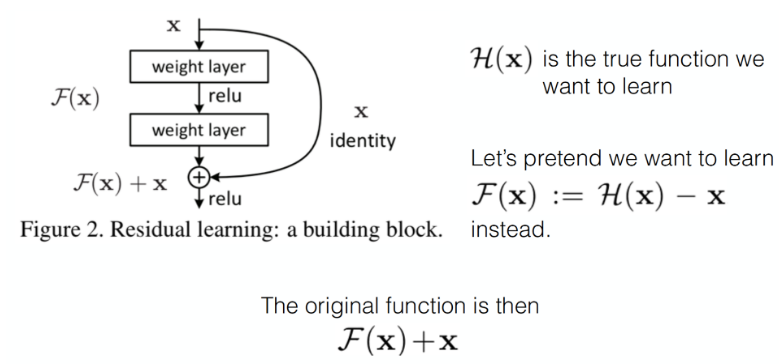 x
weight layer
F(x)
relu
x
weight layer
identity
F(x) + x
relu
Figure 2. Residual learning: a building block.
H(x) is the true function we
want to learn
Let's pretend we want to learn
F(x) := H(x) − x
instead.
The original function is then
F(x)+x